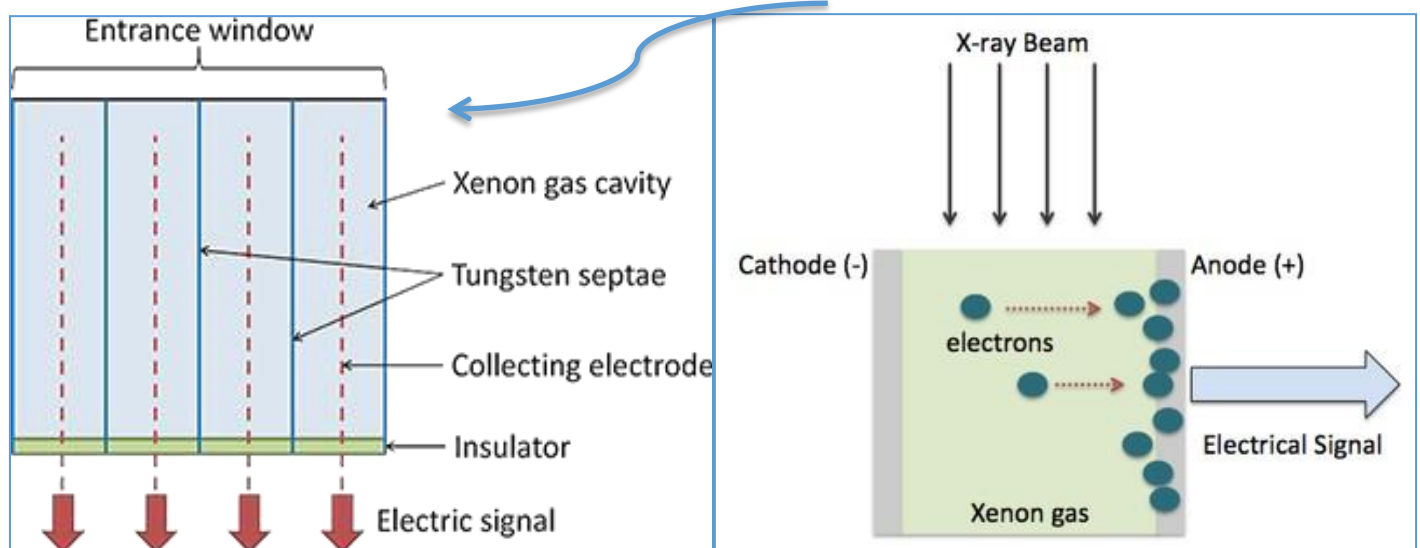 Entrance window
Xenon gas cavity
Tungsten septae
Collecting electrode
Insulator
Electric signal
X-ray Beam
Cathode (-)
Anode (+)
electrons
Electrical Signal
Xenon gas